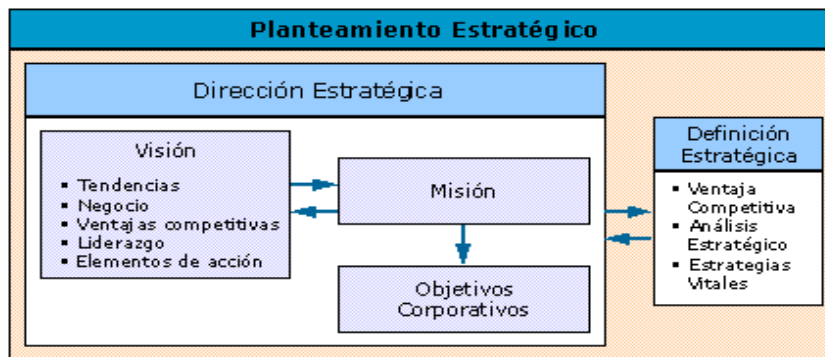 Planteamiento Estratégico
Dirección Estratégica
Visión
▪ Tendencias
▪ Negocio
▪ Ventajas competitivas
▪ Liderazgo
▪ Elementos de acción
Misión
Objetivos
Corporativos
Definición
Estratégica
▪ Ventaja
Competitiva
▪ Análisis
Estratégico
▪ Estrategias
Vitales